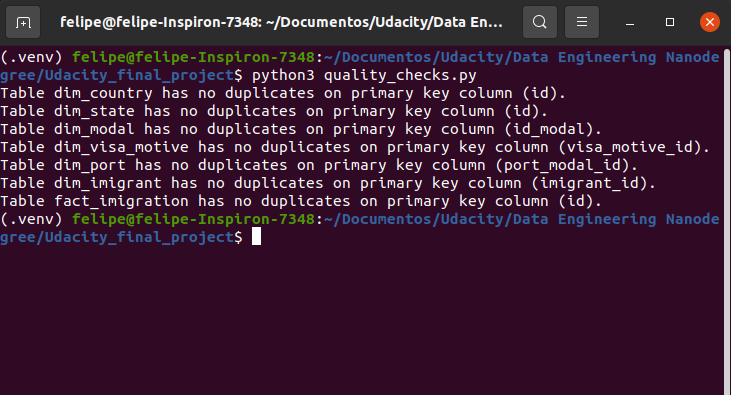 felipe@felipe-Inspiron-7348: ~/Documentos/Udacity/Data En...
(.venv) felipe@felipe-Inspiron-7348:~/Documentos/Udacity/Data Engineering Nanode
gree/Udacity_final_project$ python3 quality_checks.py
Table dim_country has no duplicates on primary key column (id).
Table dim_state has no duplicates on primary key column (id).
Table dim_modal has no duplicates on primary key column (id_modal).
Table dim_visa_motive has no duplicates on primary key column (visa_motive_id).
Table dim_port has no duplicates on primary key column (port_modal_id).
Table dim_imigrant has no duplicates on primary key column (imigrant_id).
Table fact_imigration has no duplicates on primary key column (id).
(.venv) felipe@felipe-Inspiron-7348:~/Documentos/Udacity/Data Engineering Nanode
gree/Udacity_final_project$